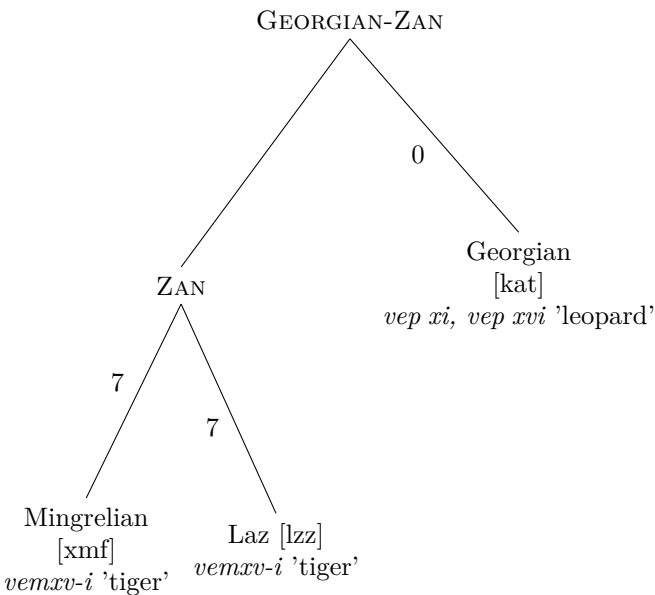 GEORGIAN-ZAN
0
Georgian
[kat]
vep xi, vep xvi 'leopard'
ZAN
7
7
Mingrelian
[xmf]
vemxv-i 'tiger'
Laz [lzz]
vemxv-i 'tiger'